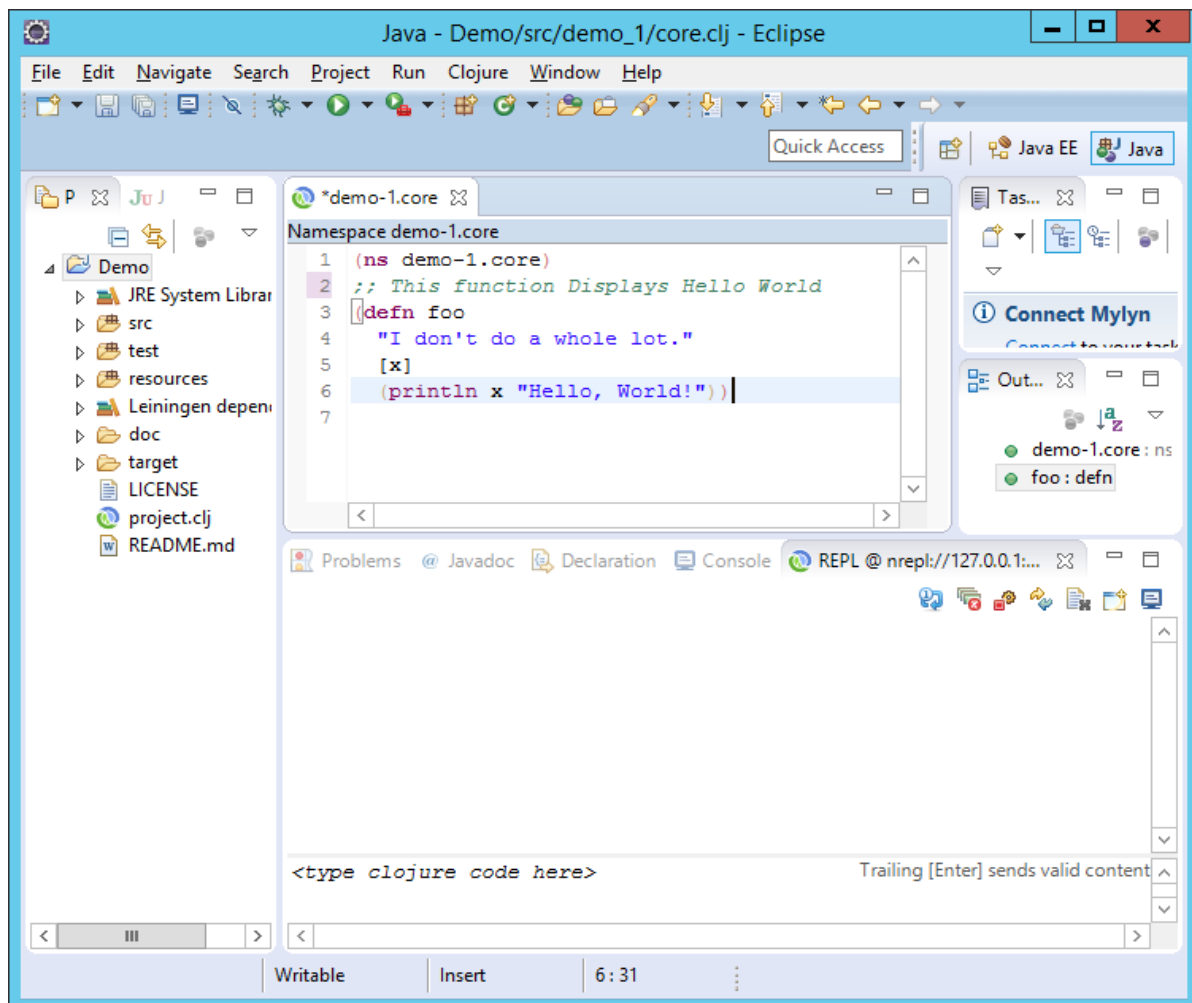 Java - Demo/src/demo_1/core.clj - Eclipse
File Edit Navigate Search Project Run Clojure Window Help
Quick Access
Java EE
Java
P
Ju J
Demo
JRE System Librar
src
test
resources
Leiningen depen
doc
target
LICENSE
project.clj
README.md
*demo-1.core
Namespace demo-1.core
1 (ns demo-1.core)
2 ;; This function Displays Hello World
3 (defn foo
4 "I don't do a whole lot."
5 [x]
6 (println x "Hello, World!"))
7
Tas...
Connect Mylyn
Connect to your task
Out...
demo-1.core : ns
foo : defn
Problems @ Javadoc Declaration Console REPL @ nrepl://127.0.0.1:...
<type clojure code here>
Trailing [Enter] sends valid content
Writable Insert 6 : 31